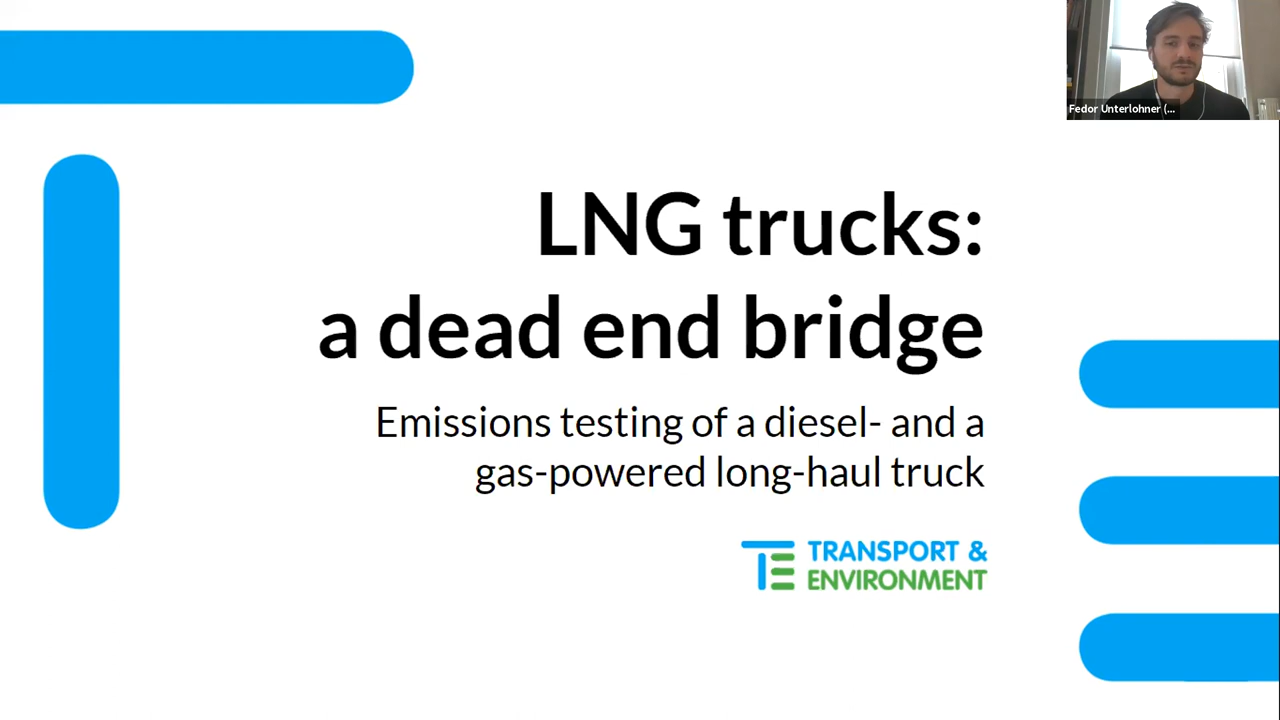 Fedor Unterlohner (...
LNG trucks:
a dead end bridge
Emissions testing of a diesel- and a
gas-powered long-haul truck
TRANSPORT &
ENVIRONMENT